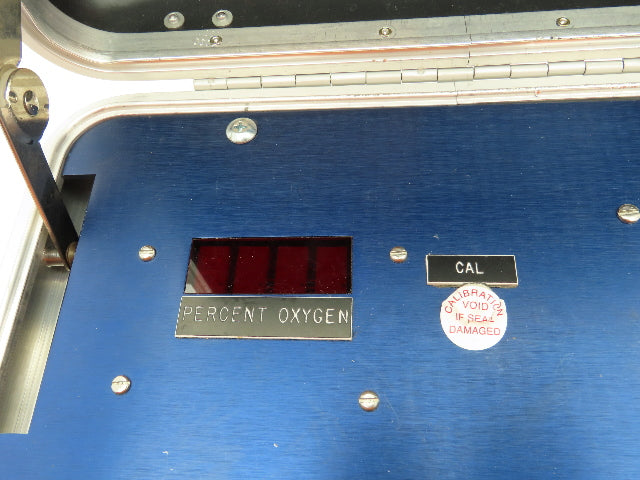 PERCENT OXYGEN
CAL
CALIBRATION
VOID
IF SEAL
DAMAGED